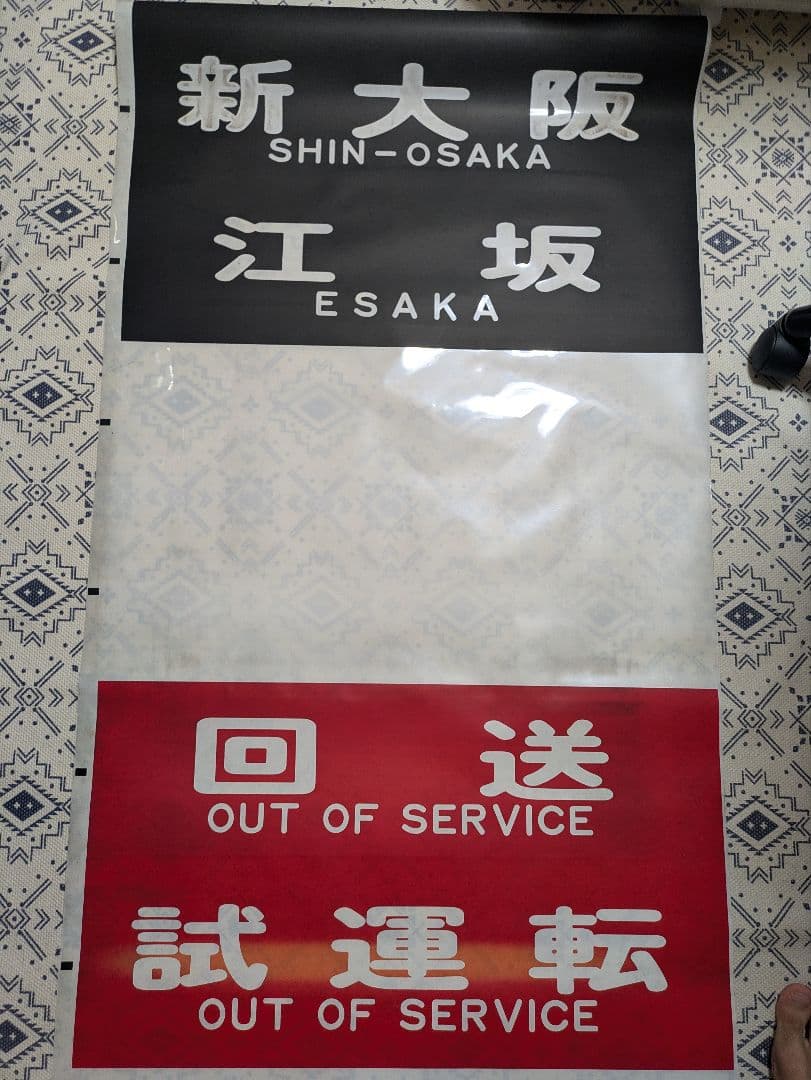 新大阪
SHIN-OSAKA
江坂
ESAKA
回送
OUT OF SERVICE
試運転
OUT OF SERVICE